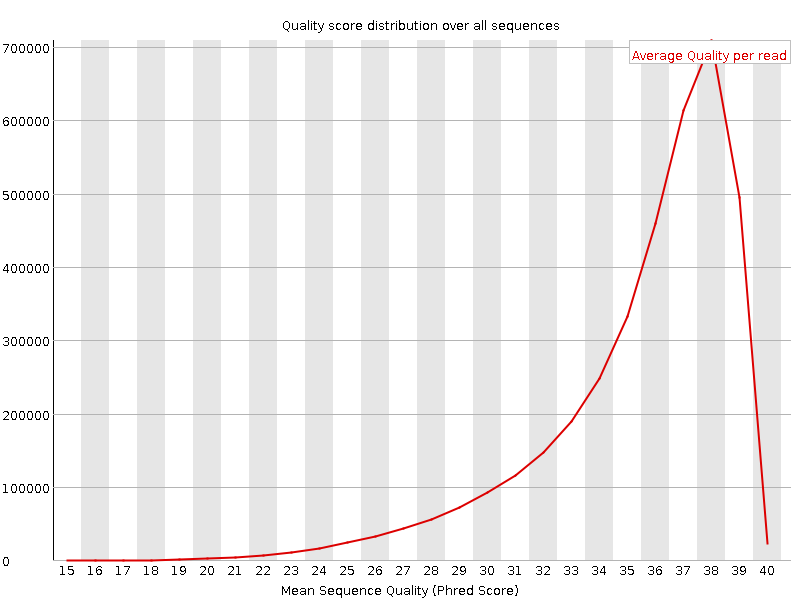 Quality score distribution over all sequences
Average Quality per read
700000
600000
500000
400000
300000
200000
100000
0
15 16 17 18 19 20 21 22 23 24 25 26 27 28 29 30 31 32 33 34 35 36 37 38 39 40
Mean Sequence Quality (Phred Score)